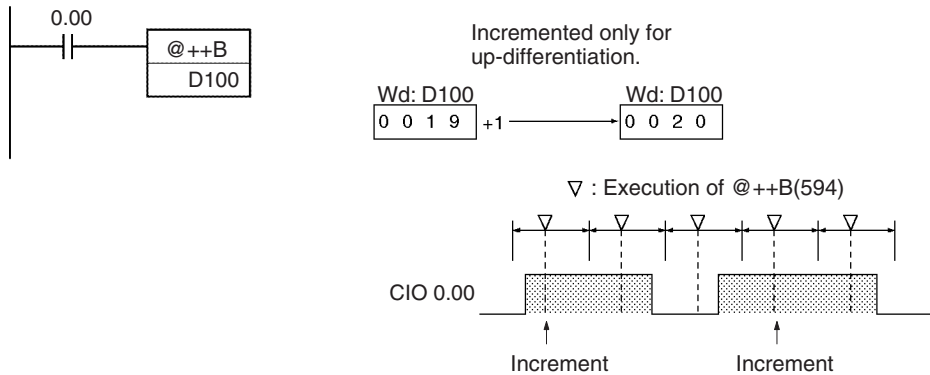 0.00
@++B
D100
Incremented only for
up-differentiation.
Wd: D100
0 0 1 9
+1
Wd: D100
0 0 2 0
▽ : Execution of @++B(594)
CIO 0.00
Increment
Increment